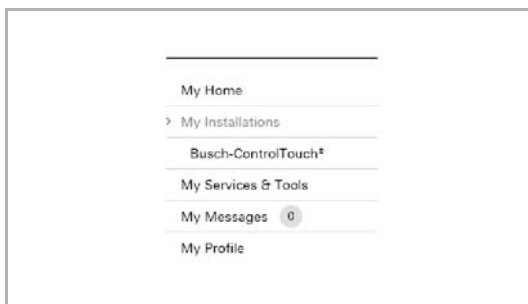 My Home
My Installations
Busch-ControlTouch®
My Services & Tools
My Messages 0
My Profile